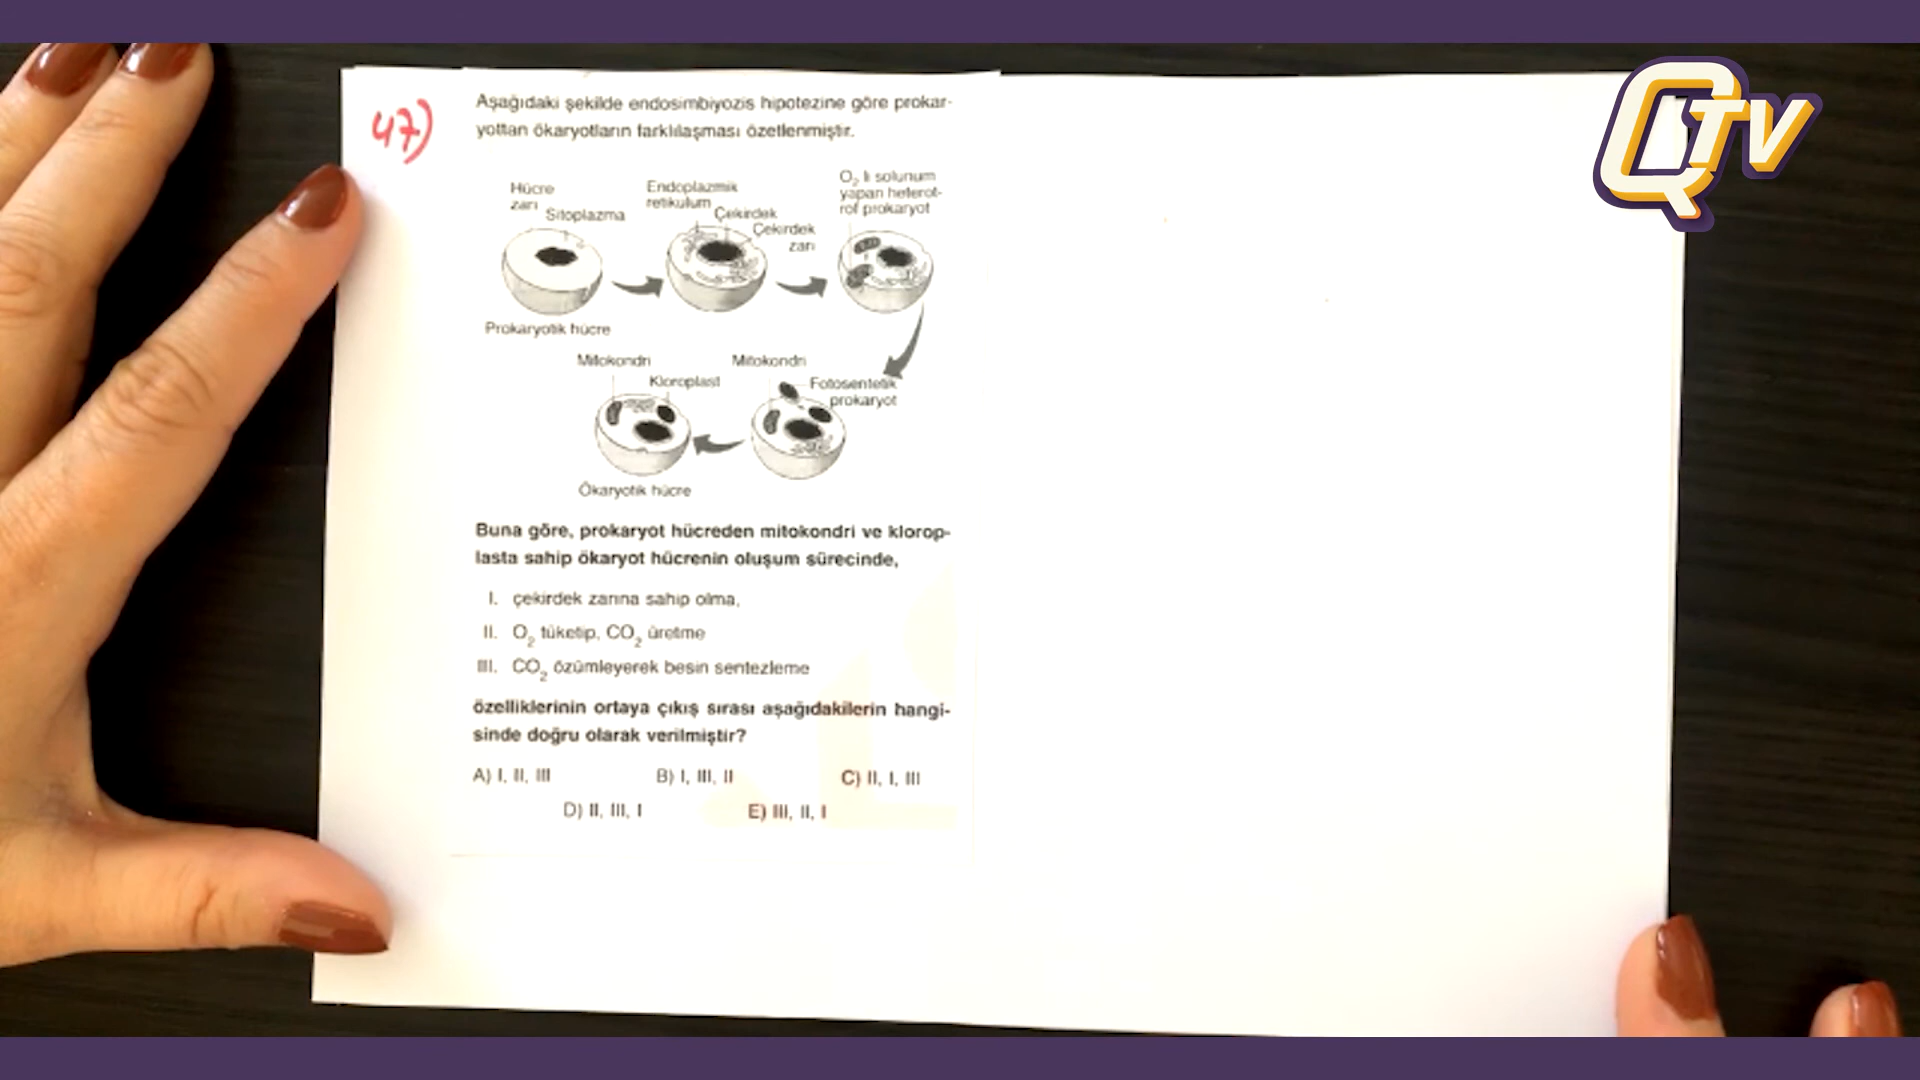 47)
Aşağıdaki şekilde endosimbiyozis hipotezine göre prokar-
yottan ökaryotların farklılaşması özetlenmiştir.
Hücre
zarı
Sitoplazma
Endoplazmik
retikulum
Çekirdek
Çekirdek
zarı
O2 li solunum
yapan heterot-
rof prokaryot
Prokaryotik hücre
Mitokondri
Kloroplast
Mitokondri
Fotosentetik
prokaryot
Ökaryotik hücre
Buna göre, prokaryot hücreden mitokondri ve klorop-
lasta sahip ökaryot hücrenin oluşum sürecinde,
I. çekirdek zarına sahip olma,
II. O2 tüketip, CO2 üretme
III. CO2 özümleyerek besin sentezleme
özelliklerinin ortaya çıkış sırası aşağıdakilerin hangi-
sinde doğru olarak verilmiştir?
A) I, II, III B) I, III, II C) II, I, III
D) II, III, I E) III, II, I
QTV